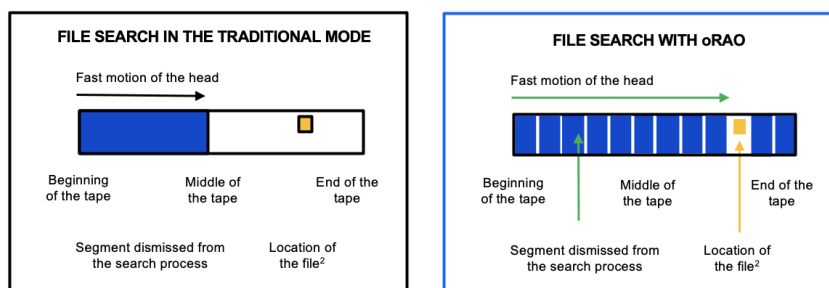 FILE SEARCH IN THE TRADITIONAL MODE
Fast motion of the head
Beginning
of the tape
Middle of
the tape
End of the
tape
Segment dismissed from
the search process
Location of
the file²
FILE SEARCH WITH oRAO
Fast motion of the head
Beginning
of the tape
Middle of
the tape
End of the
tape
Segment dismissed from
the search process
Location of
the file²